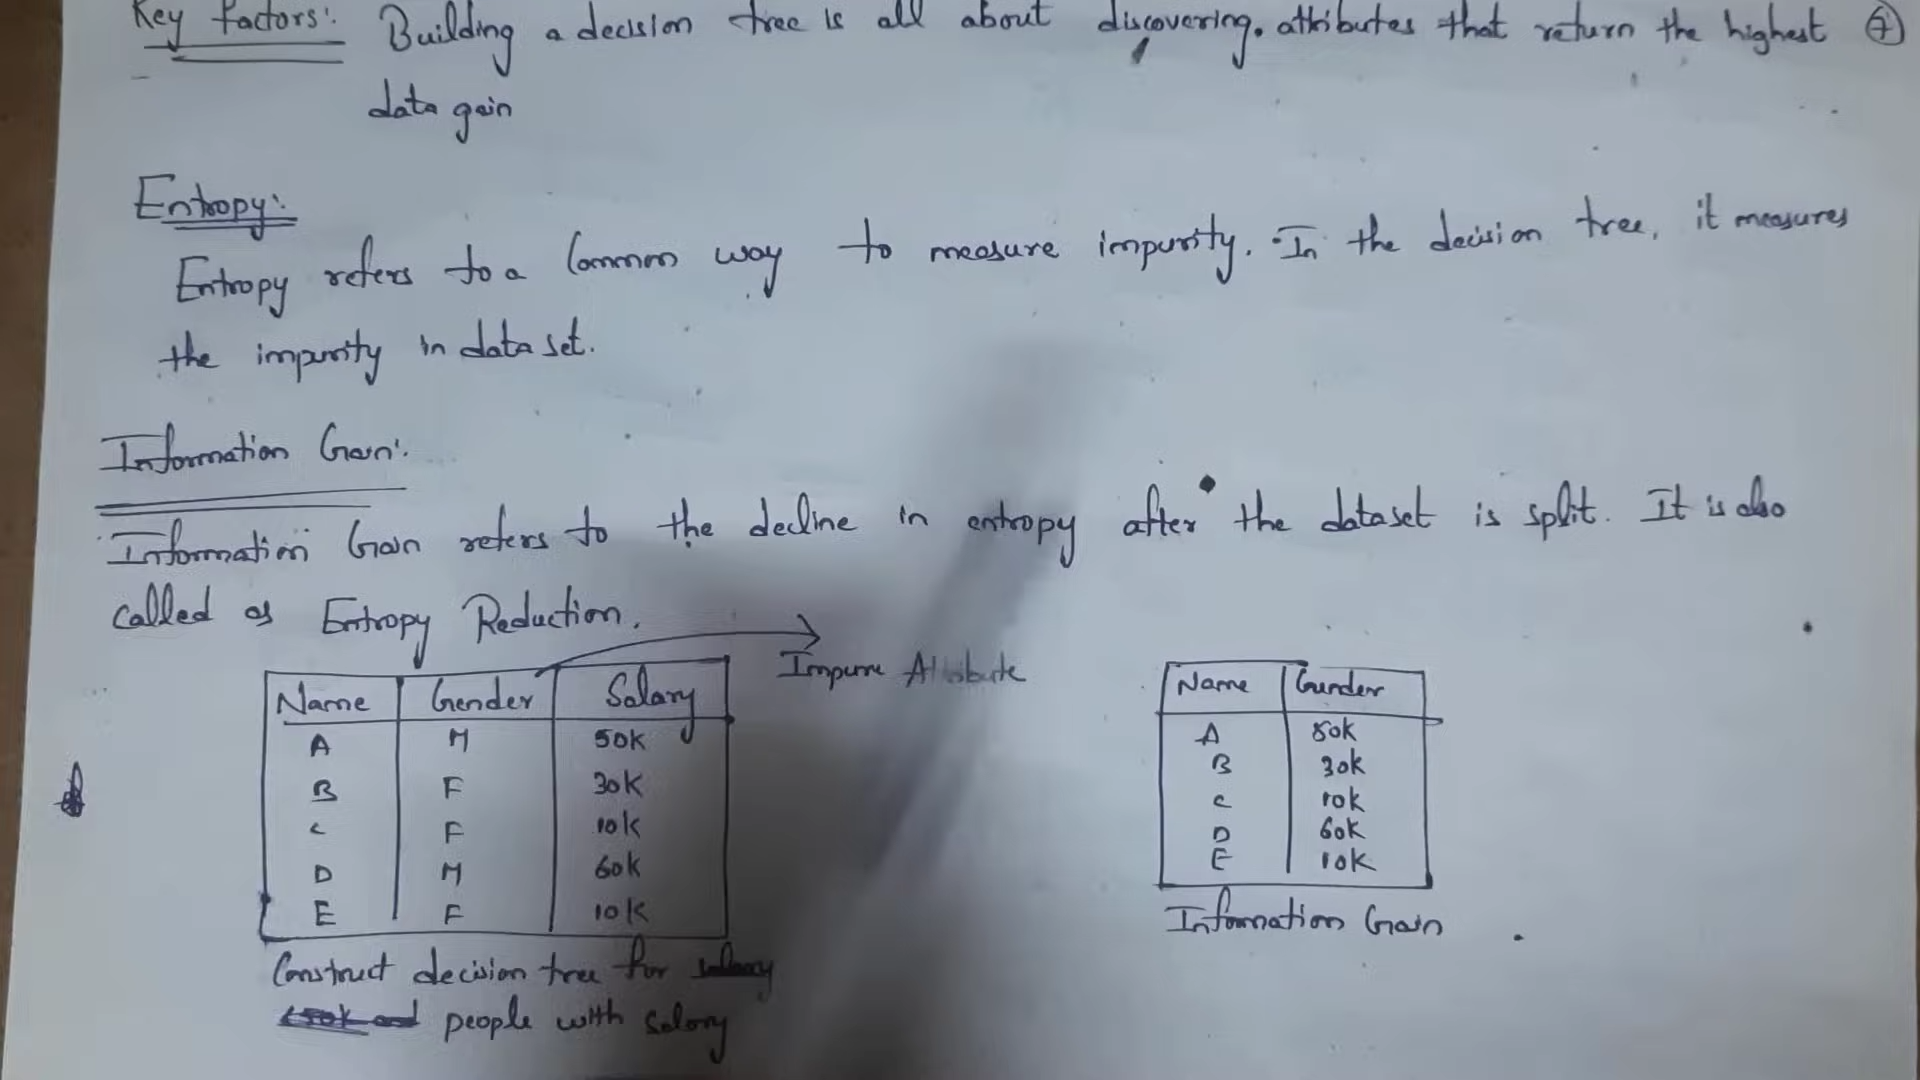 Key factors: Building a decision tree is all about discovering attributes that return the highest 7
data gain
Entropy:
Entropy refers to a Common way to measure impurity. In the decision tree, it measures
the impurity in data set.
Information Gain:
Information Gain refers to the decline in entropy after the dataset is split. It is also
called as Entropy Reduction.
Impure Attribute
Name Gender Salary
A M 50K
B F 30K
C F 10K
D M 60K
E F 10K
Construct decision tree for
people with salary
Name Gender
A 50K
B 30K
C 10K
D 60K
E 10K
Information Gain